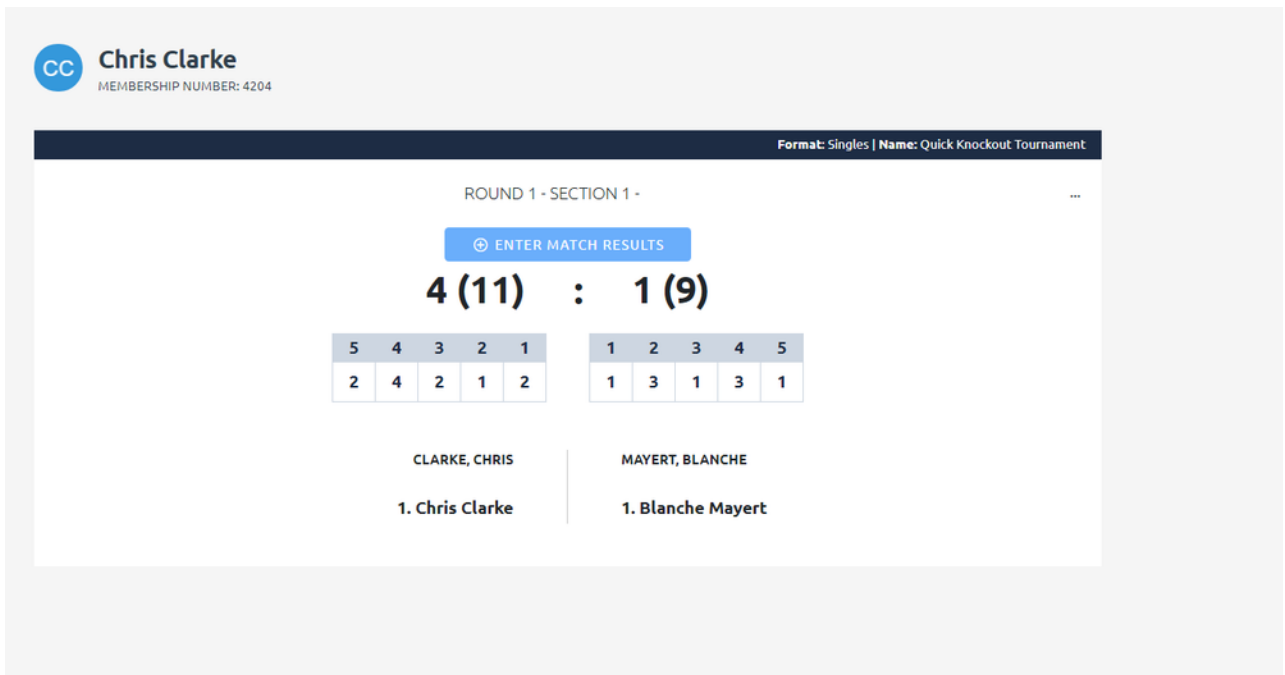 CC
Chris Clarke
MEMBERSHIP NUMBER: 4204
Format: Singles | Name: Quick Knockout Tournament
ROUND 1 - SECTION 1 -
...
ENTER MATCH RESULTS
4 (11) : 1 (9)
5 4 3 2 1 1 2 3 4 5
2 4 2 1 2 1 3 1 3 1
CLARKE, CHRIS MAYERT, BLANCHE
1. Chris Clarke 1. Blanche Mayert